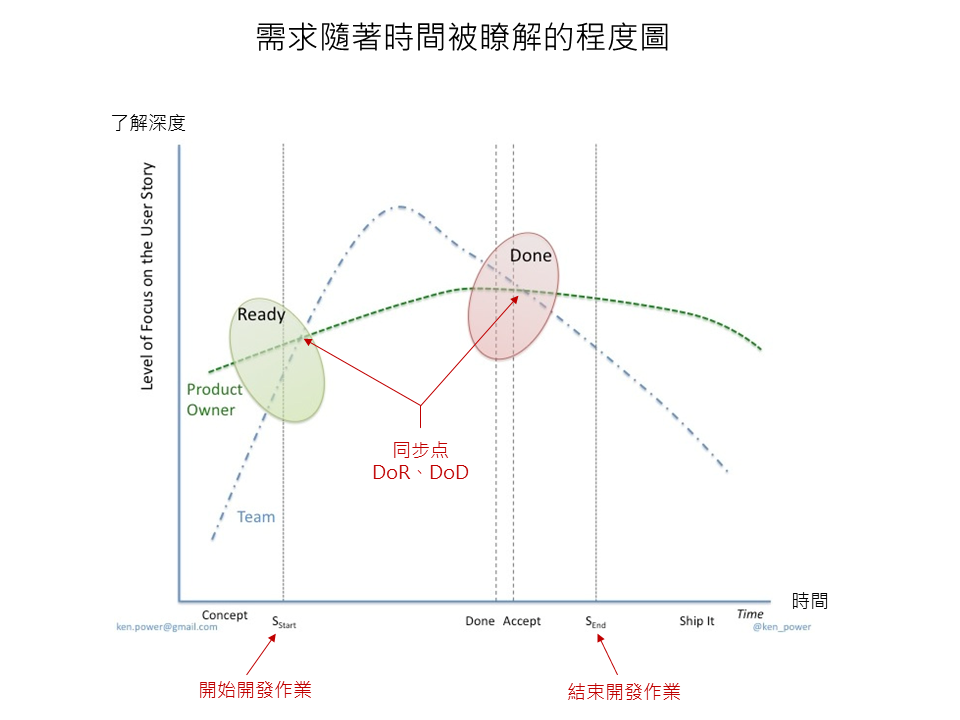 需求隨著時間被瞭解的程度圖
了解深度
Level of Focus on the User Story
Done
Ready
Product
Owner
同步点
DoR、DoD
Team
時間
Concept
S Start
Done
Accept
S End
Ship It
Time
ken.power@gmail.com
@ken_power
開始開發作業
結束開發作業